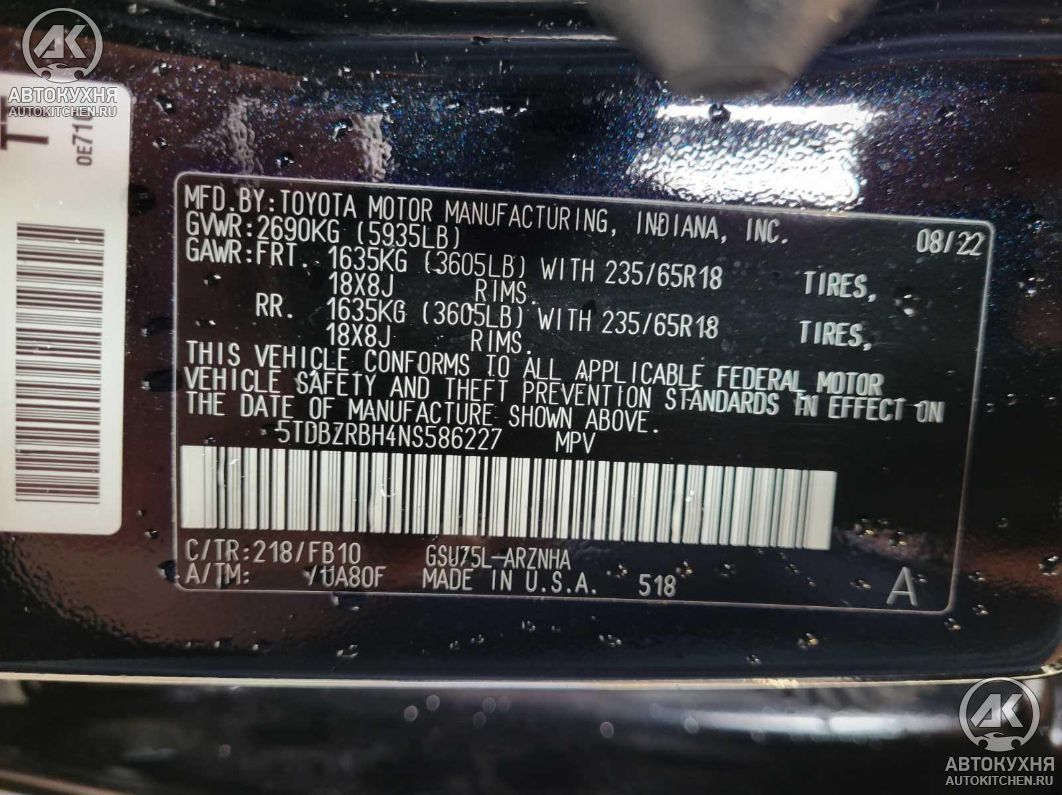 АК
АВТОКУХНЯ
AUTOKITCHEN.RU
MFD.BY:TOYOTA MOTOR MANUFACTURING, INDIANA, INC. 08/22
GVWR:2690KG (5935LB)
GAWR:FRT. 1635KG (3605LB) WITH 235/65R18 TIRES,
18X8J RIMS.
RR. 1635KG (3605LB) WITH 235/65R18 TIRES,
18X8J RIMS.
THIS VEHICLE CONFORMS TO ALL APPLICABLE FEDERAL MOTOR
VEHICLE SAFETY AND THEFT PREVENTION STANDARDS IN EFFECT ON
THE DATE OF MANUFACTURE SHOWN ABOVE.
5TDBZRBH4NS586227 MPV
C/TR:218/FB10 GSU75L-ARZNHA
A/TM: /UA80F MADE IN U.S.A. 518 A
АК
АВТОКУХНЯ
AUTOKITCHEN.RU